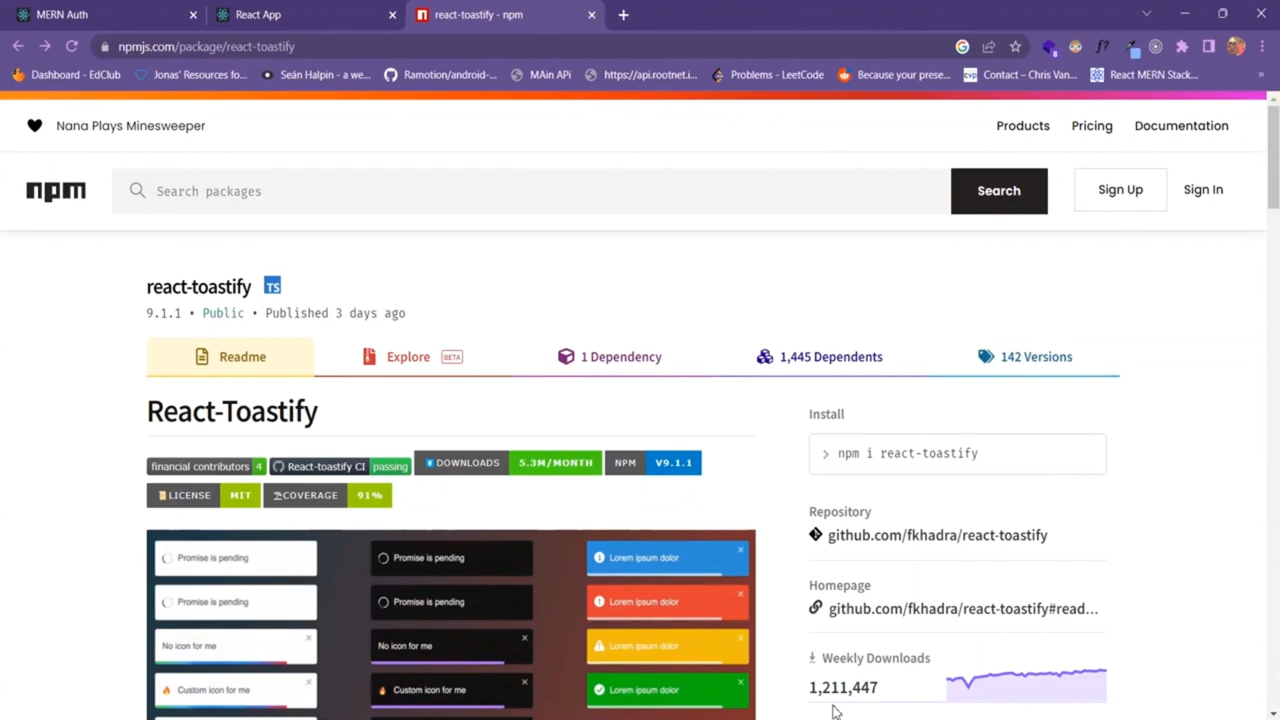 MERN Auth
React App
react-toastify - npm
npmjs.com/package/react-toastify
Dashboard - EdClub
Jonas' Resources fo...
Seán Halpin - a we...
Ramotion/android-...
MAin APi
https://api.rootnet.i...
Problems - LeetCode
Because your prese...
cvp
Contact – Chris Van...
React MERN Stack...
»
Nana Plays Minesweeper
Products
Pricing
Documentation
npm
Search packages
Search
Sign Up
Sign In
react-toastify TS
9.1.1 • Public • Published 3 days ago
Readme
Explore BETA
1 Dependency
1,445 Dependents
142 Versions
React-Toastify
financial contributors 4
React-toastify CI passing
DOWNLOADS 5.3M/MONTH
NPM V9.1.1
LICENSE MIT
COVERAGE 91%
Promise is pending
Promise is pending
Lorem ipsum dolor
Promise is pending
Promise is pending
Lorem ipsum dolor
No icon for me
No icon for me
Lorem ipsum dolor
Custom icon for me
Custom icon for me
Lorem ipsum dolor
Install
> npm i react-toastify
Repository
github.com/fkhadra/react-toastify
Homepage
github.com/fkhadra/react-toastify#read...
Weekly Downloads
1,211,447